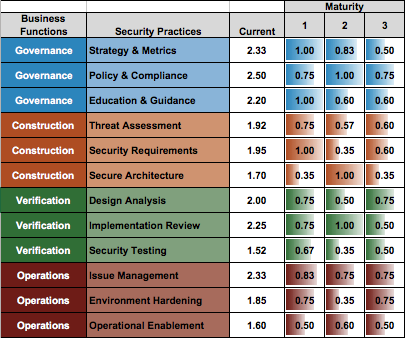 Maturity
Business Functions Security Practices Current 1 2 3
Governance Strategy & Metrics 2.33 1.00 0.83 0.50
Governance Policy & Compliance 2.50 0.75 1.00 0.75
Governance Education & Guidance 2.20 1.00 0.60 0.60
Construction Threat Assessment 1.92 0.75 0.57 0.60
Construction Security Requirements 1.95 1.00 0.35 0.60
Construction Secure Architecture 1.70 0.35 1.00 0.35
Verification Design Analysis 2.00 0.75 0.50 0.75
Verification Implementation Review 2.25 0.75 1.00 0.50
Verification Security Testing 1.52 0.67 0.35 0.50
Operations Issue Management 2.33 0.83 0.75 0.75
Operations Environment Hardening 1.85 0.75 0.35 0.75
Operations Operational Enablement 1.60 0.50 0.60 0.50